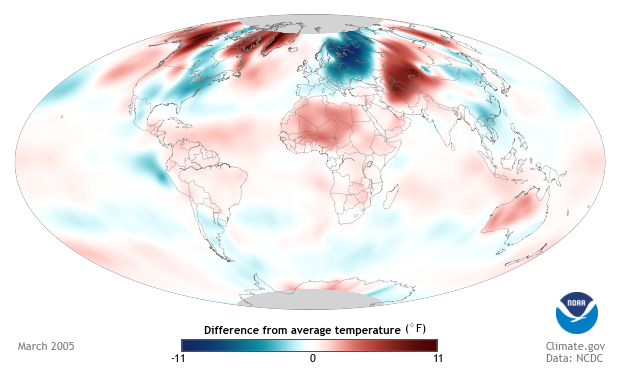 NOAA
Difference from average temperature (°F)
March 2005
-11 0 11
Climate.gov
Data: NCDC